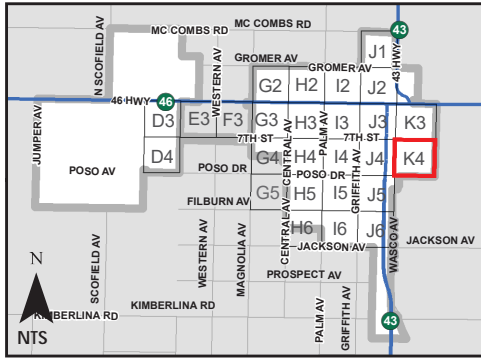 MC COMBS RD
MC COMBS RD
43
N SCOFIELD AV
WESTERN AV
GROMER AV
J1
43 HWY
GROMER AV
G2
H2
I2
J2
46 HWY
46
JUMPER AV
D3
E3
F3
G3
H3
I3
J3
K3
CENTRAL AV
PALM AV
7TH ST
7TH ST
D4
G4
H4
I4
J4
K4
GRIFFITH AV
POSO AV
POSO DR
POSO DR
G5
H5
I5
J5
FILBURN AV
H6
I6
J6
CENTRAL AV
WASCO AV
JACKSON AV
JACKSON AV
SCOFIELD AV
WESTERN AV
MAGNOLIA AV
PROSPECT AV
N
KIMBERLINA RD
KIMBERLINA RD
PALM AV
GRIFFITH AV
43
NTS